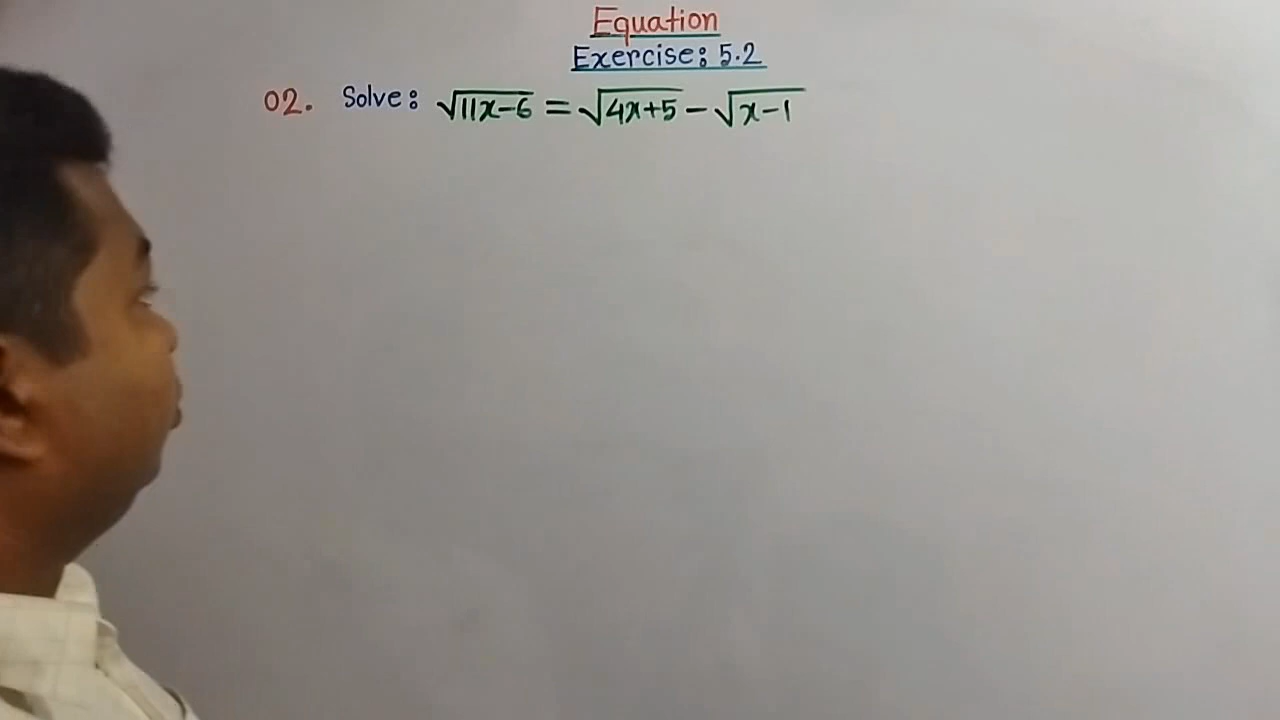 Equation
Exercise: 5.2
02. Solve: √11x-6 = √4x+5 - √x-1